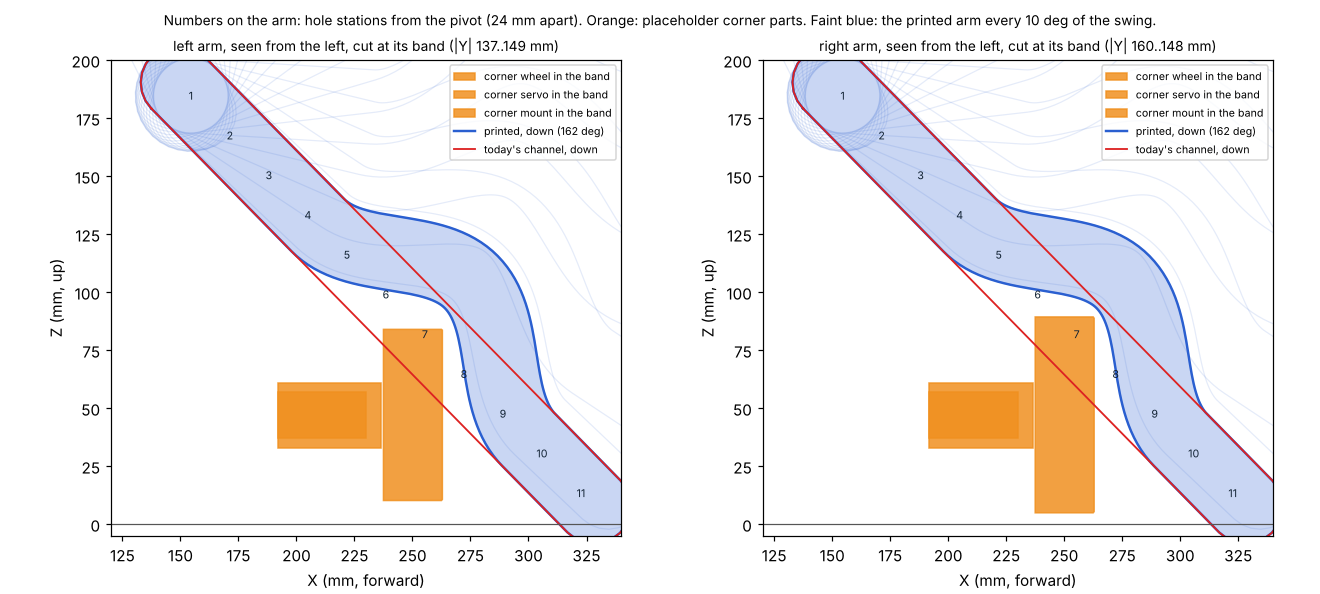 Numbers on the arm: hole stations from the pivot (24 mm apart). Orange: placeholder corner parts. Faint blue: the printed arm every 10 deg of the swing.
left arm, seen from the left, cut at its band (|Y| 137..149 mm)
200
175
150
125
100
75
50
25
0
Z (mm, up)
1
2
3
4
5
6
7
8
9
10
11
corner wheel in the band
corner servo in the band
corner mount in the band
printed, down (162 deg)
today's channel, down
125 150 175 200 225 250 275 300 325
X (mm, forward)
right arm, seen from the left, cut at its band (|Y| 160..148 mm)
200
175
150
125
100
75
50
25
0
Z (mm, up)
1
2
3
4
5
6
7
8
9
10
11
corner wheel in the band
corner servo in the band
corner mount in the band
printed, down (162 deg)
today's channel, down
125 150 175 200 225 250 275 300 325
X (mm, forward)